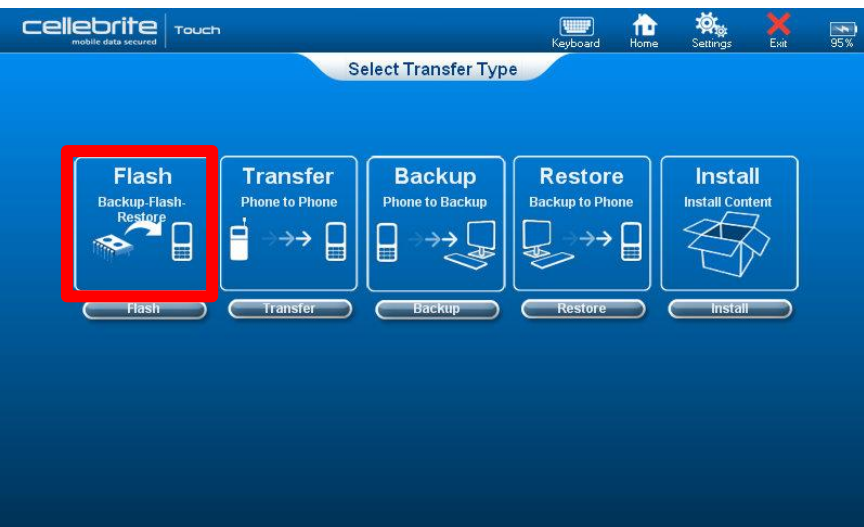 cellebrite Touch
mobile data secured
Keyboard Home Settings Exit 95%
Select Transfer Type
Flash
Backup-Flash-
Restore
Transfer
Phone to Phone
Backup
Phone to Backup
Restore
Backup to Phone
Install
Install Content
Flash Transfer Backup Restore Install